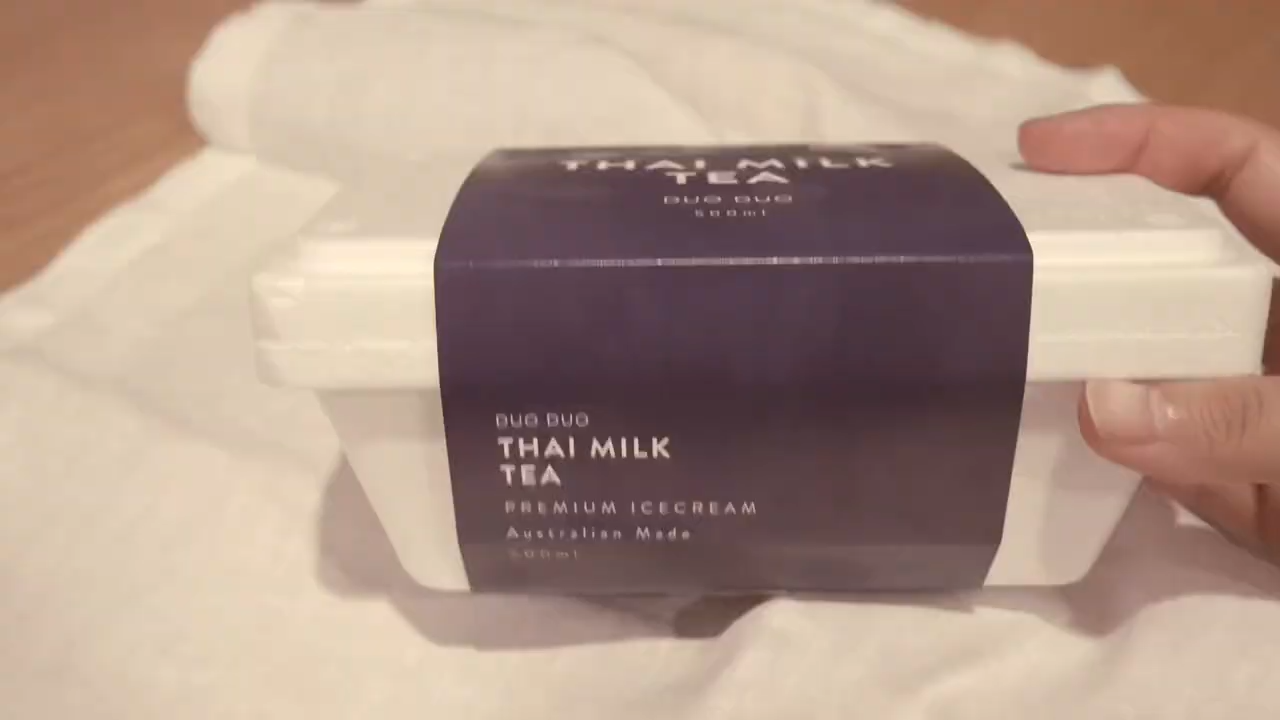 THAI MILK
TEA
DUO DUO
500ml
DUO DUO
THAI MILK
TEA
PREMIUM ICECREAM
Australian Made
500ml